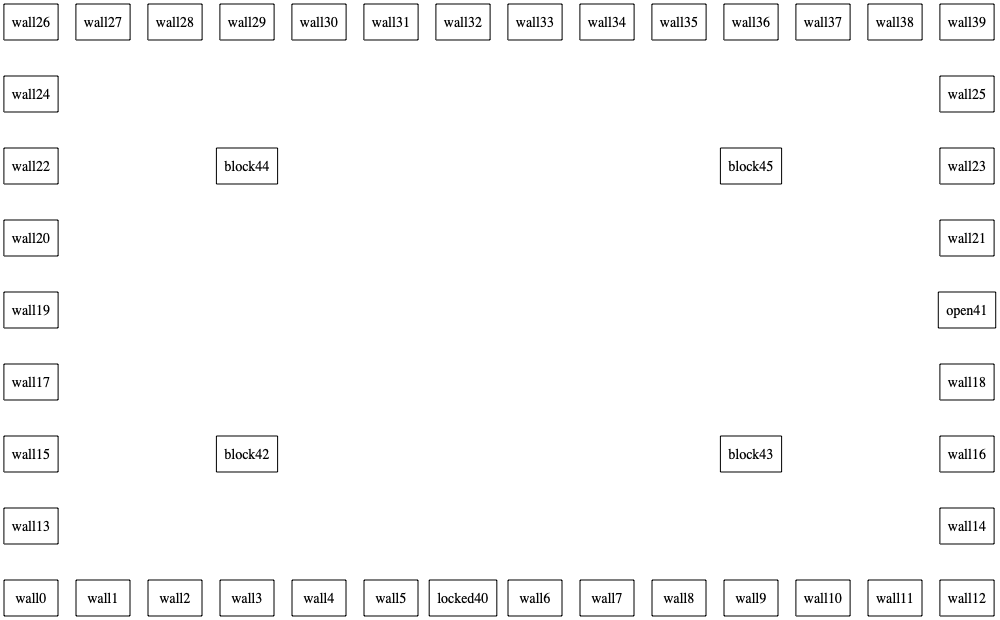 wall26 wall27 wall28 wall29 wall30 wall31 wall32 wall33 wall34 wall35 wall36 wall37 wall38 wall39
wall24 wall25
wall22 block44 block45 wall23
wall20 wall21
wall19 open41
wall17 wall18
wall15 block42 block43 wall16
wall13 wall14
wall0 wall1 wall2 wall3 wall4 wall5 locked40 wall6 wall7 wall8 wall9 wall10 wall11 wall12